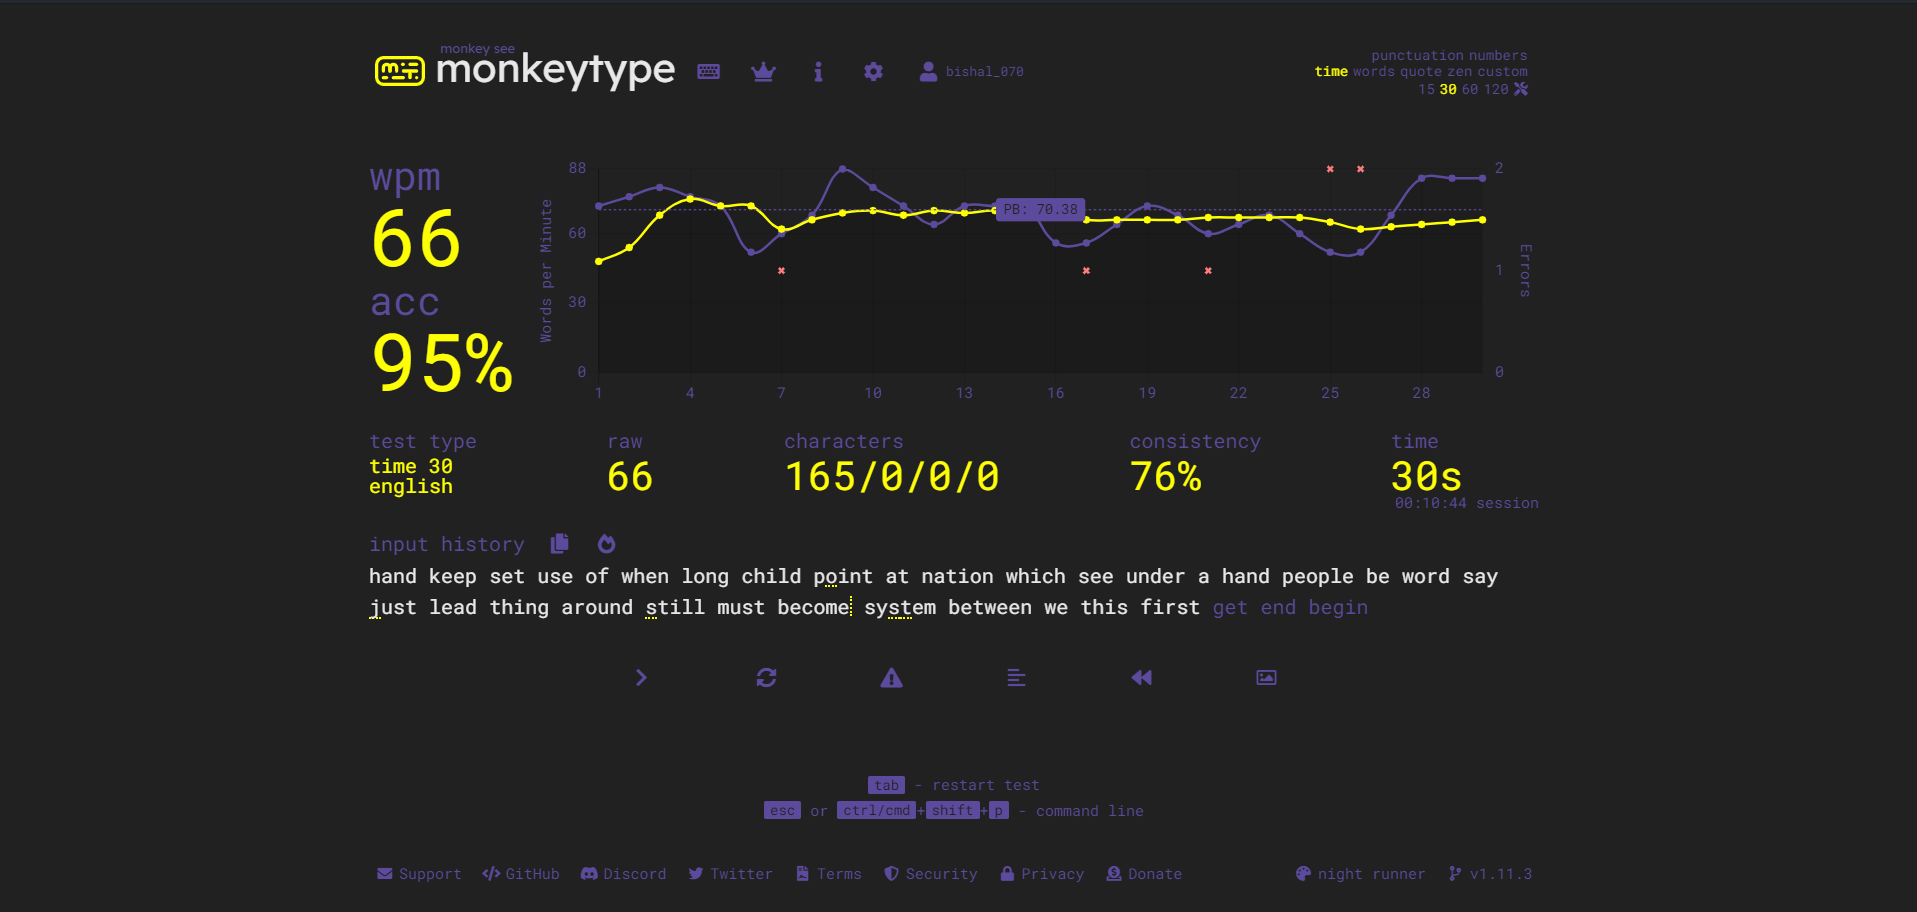 monkey see
monkeytype
bishal_070
punctuation numbers
time words quote zen custom
15 30 60 120
wpm
66
acc
95%
Words per Minute
88
60
30
0
PB: 70.38
2
1
0
Errors
1 4 7 10 13 16 19 22 25 28
test type
time 30
english
raw
66
characters
165/0/0/0
consistency
76%
time
30s
00:10:44 session
input history
hand keep set use of when long child point at nation which see under a hand people be word say
just lead thing around still must become system between we this first get end begin
tab - restart test
esc or ctrl/cmd+shift+p - command line
Support GitHub Discord Twitter Terms Security Privacy Donate night runner v1.11.3